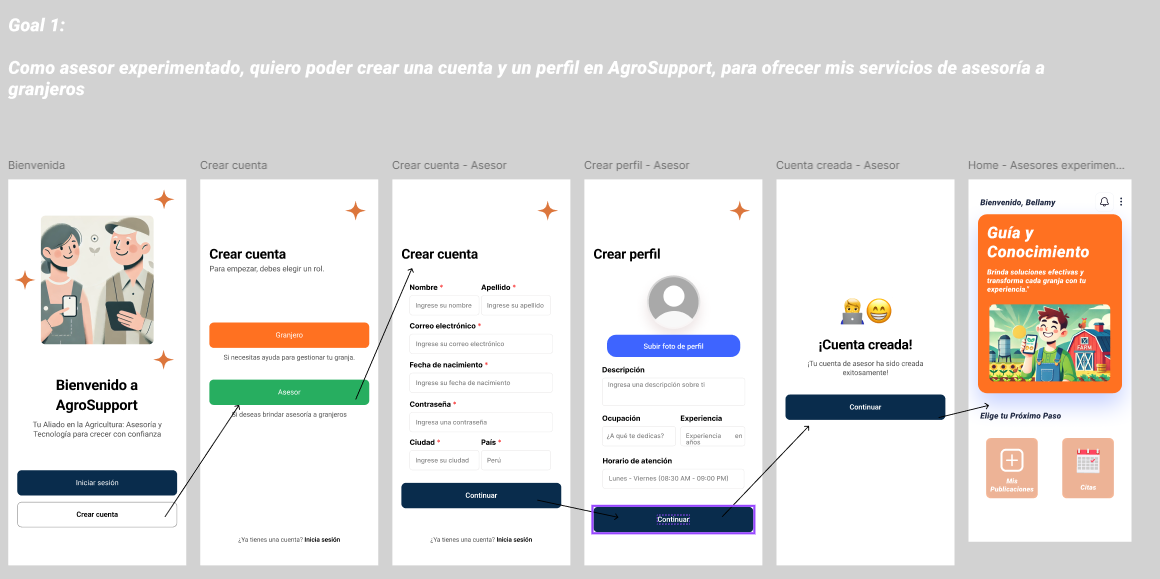 Goal 1:
Como asesor experimentado, quiero poder crear una cuenta y un perfil en AgroSupport, para ofrecer mis servicios de asesoría a
granjeros
Bienvenida
Bienvenido a
AgroSupport
Tu Aliado en la Agricultura: Asesoría y
Tecnología para crecer con confianza
Iniciar sesión
Crear cuenta
Crear cuenta
Crear cuenta
Para empezar, debes elegir un rol.
Granjero
Si necesitas ayuda para gestionar tu granja.
Asesor
Si deseas brindar asesoría a granjeros
¿Ya tienes una cuenta? Inicia sesión
Crear cuenta - Asesor
Crear cuenta
Nombre * Apellido *
Ingrese su nombre Ingrese su apellido
Correo electrónico *
Ingrese su correo electrónico
Fecha de nacimiento *
Ingrese su fecha de nacimiento
Contraseña *
Ingrese una contraseña
Ciudad * País *
Ingrese su ciudad Perú
Continuar
¿Ya tienes una cuenta? Inicia sesión
Crear perfil - Asesor
Crear perfil
Subir foto de perfil
Descripción
Ingresa una descripción sobre ti
Ocupación Experiencia
¿A qué te dedicas? Experiencia en
años
Horario de atención
Lunes - Viernes (08:30 AM - 09:00 PM)
Continuar
Cuenta creada - Asesor
¡Cuenta creada!
¡Tu cuenta de asesor ha sido creada
exitosamente!
Continuar
Home - Asesores experimen...
Bienvenido, Bellamy
Guía y
Conocimiento
Brinda soluciones efectivas y
transforma cada granja con tu
experiencia."
FARM
Elige tu Próximo Paso
Mis
Publicaciones
Citas